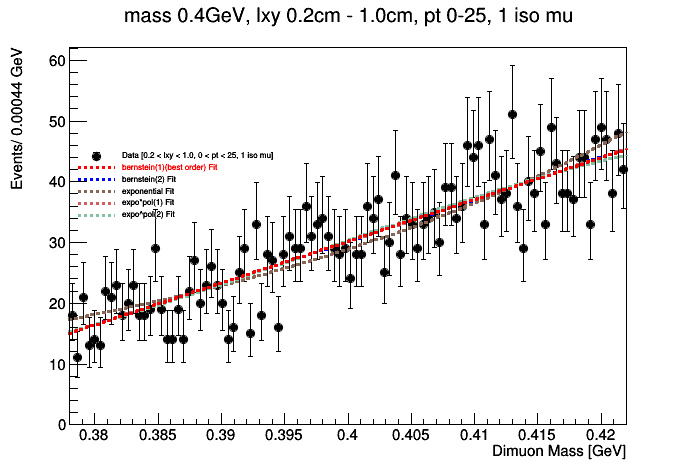 mass 0.4GeV, lxy 0.2cm - 1.0cm, pt 0-25, 1 iso mu
Events/ 0.00044 GeV
60
50
40
30
20
10
0
Data [0.2 < lxy < 1.0, 0 < pt < 25, 1 iso mu]
bernstein(1)(best order) Fit
bernstein(2) Fit
exponential Fit
expo*pol(1) Fit
expo*pol(2) Fit
0.38 0.385 0.39 0.395 0.4 0.405 0.41 0.415 0.42
Dimuon Mass [GeV]